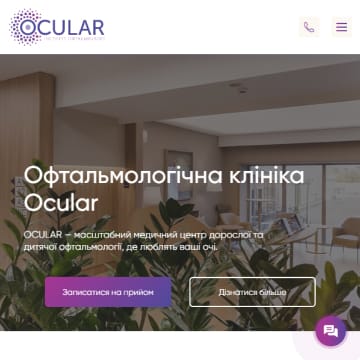 OCULAR
Офтальмологічна клініка
Ocular
OCULAR – масштабний медичний центр дорослої та
дитячої офтальмології, де люблять ваші очі.
Записатися на прийом
Дізнатися більше